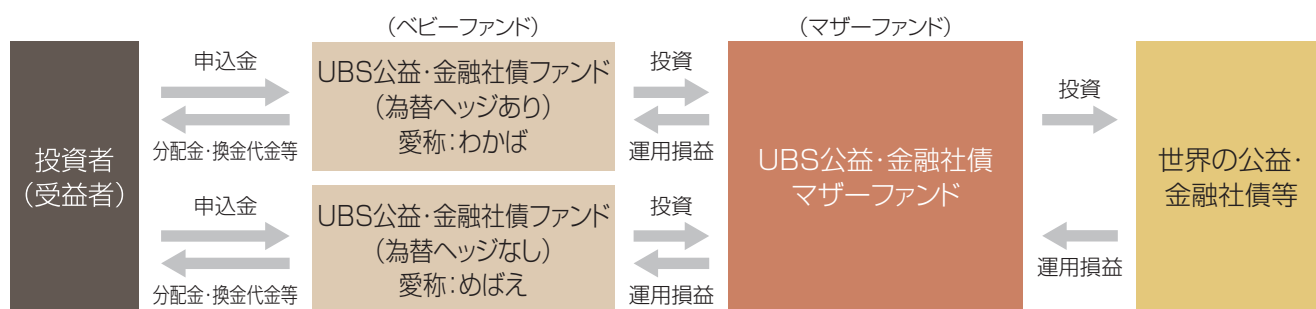 （ベビーファンド）
（マザーファンド）
投資者
（受益者）
申込金
分配金・換金代金等
UBS公益・金融社債ファンド
（為替ヘッジあり）
愛称：わかば
投資
運用損益
申込金
分配金・換金代金等
UBS公益・金融社債ファンド
（為替ヘッジなし）
愛称：めばえ
投資
運用損益
UBS公益・金融社債
マザーファンド
投資
運用損益
世界の公益・
金融社債等